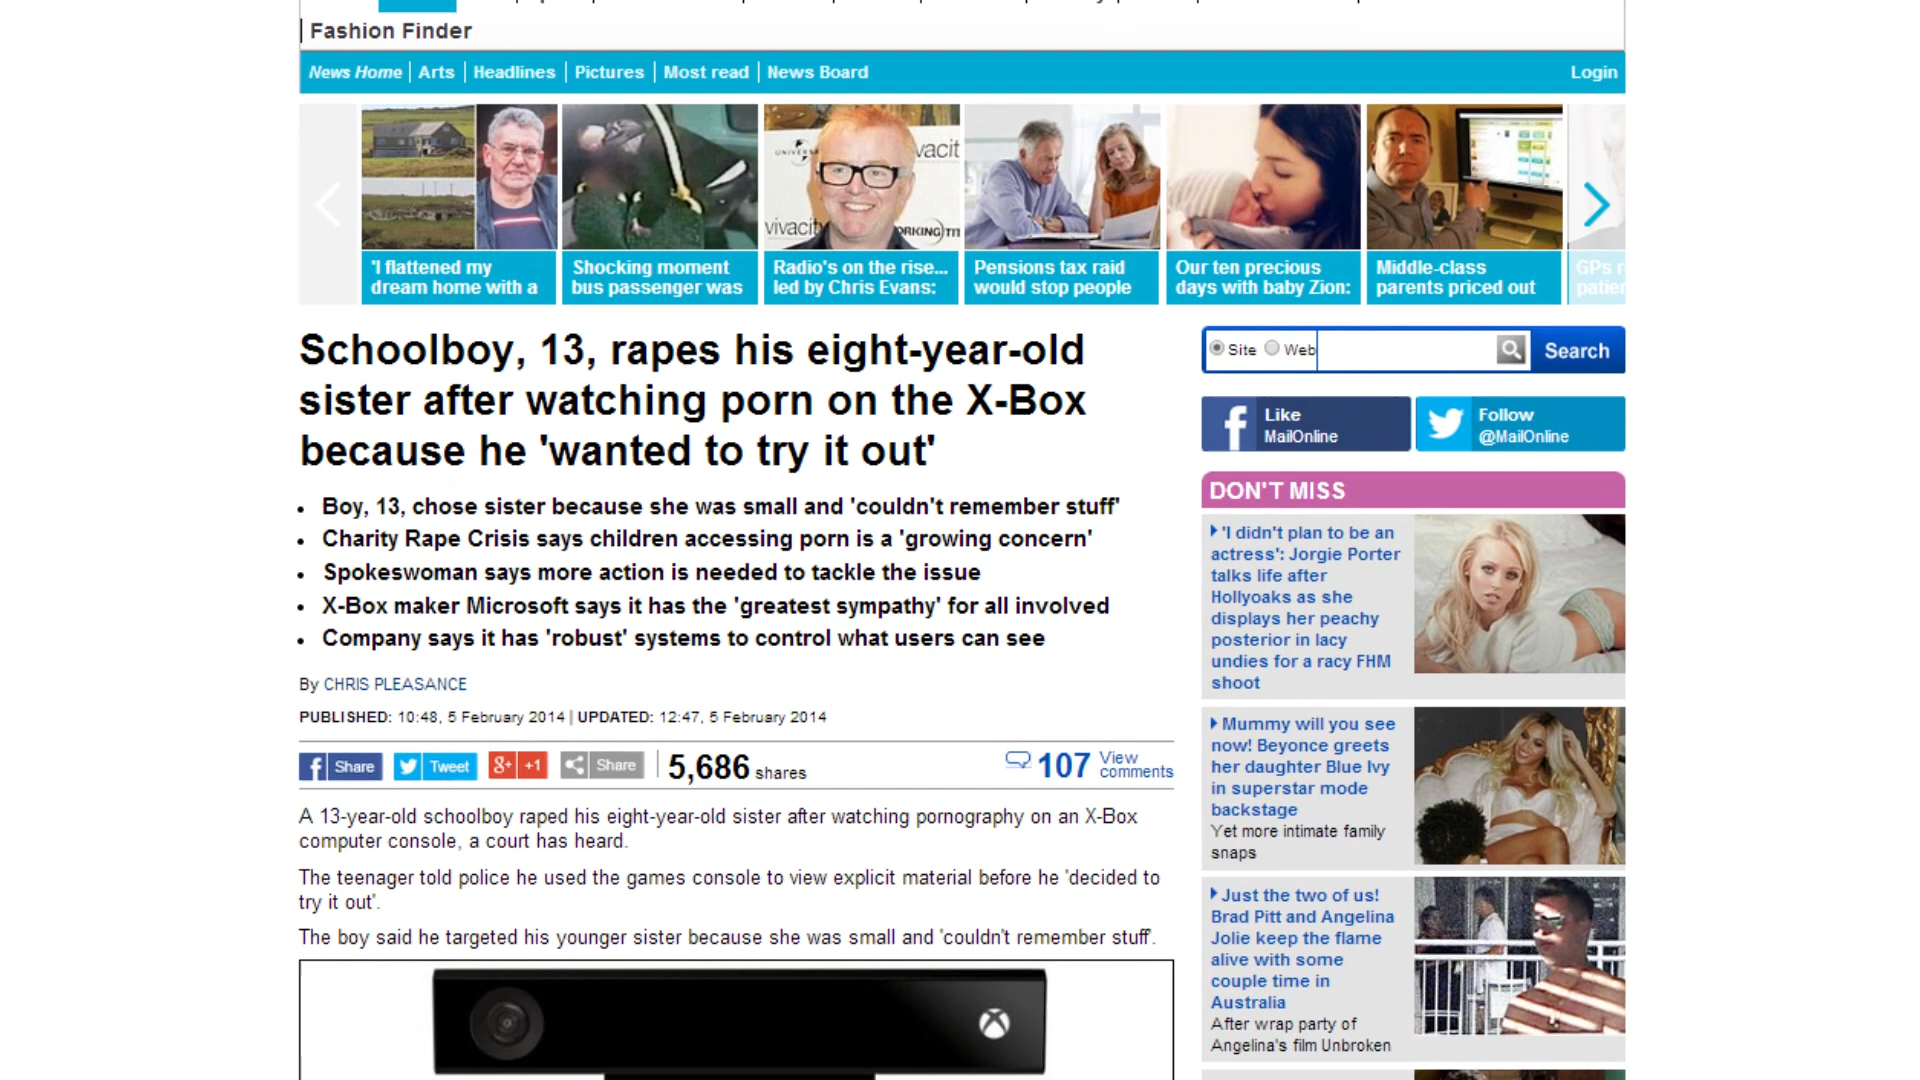 Fashion Finder
News Home | Arts | Headlines | Pictures | Most read | News Board
Login
UNIVERS
vacit
vivacity
ORKING TIT
'I flattened my
dream home with a
Shocking moment
bus passenger was
Radio's on the rise...
led by Chris Evans:
Pensions tax raid
would stop people
Our ten precious
days with baby Zion:
Middle-class
parents priced out
GPs r
patien
Schoolboy, 13, rapes his eight-year-old
sister after watching porn on the X-Box
because he 'wanted to try it out'
• Boy, 13, chose sister because she was small and 'couldn't remember stuff'
• Charity Rape Crisis says children accessing porn is a 'growing concern'
• Spokeswoman says more action is needed to tackle the issue
• X-Box maker Microsoft says it has the 'greatest sympathy' for all involved
• Company says it has 'robust' systems to control what users can see
By CHRIS PLEASANCE
PUBLISHED: 10:48, 5 February 2014 | UPDATED: 12:47, 5 February 2014
Share
Tweet
8+ +1
Share
5,686 shares
107 View
comments
A 13-year-old schoolboy raped his eight-year-old sister after watching pornography on an X-Box
computer console, a court has heard.
The teenager told police he used the games console to view explicit material before he 'decided to
try it out'.
The boy said he targeted his younger sister because she was small and 'couldn't remember stuff'.
Site Web
Search
Like
MailOnline
Follow
@MailOnline
DON'T MISS
'I didn't plan to be an
actress': Jorgie Porter
talks life after
Hollyoaks as she
displays her peachy
posterior in lacy
undies for a racy FHM
shoot
Mummy will you see
now! Beyonce greets
her daughter Blue Ivy
in superstar mode
backstage
Yet more intimate family
snaps
Just the two of us!
Brad Pitt and Angelina
Jolie keep the flame
alive with some
couple time in
Australia
After wrap party of
Angelina's film Unbroken